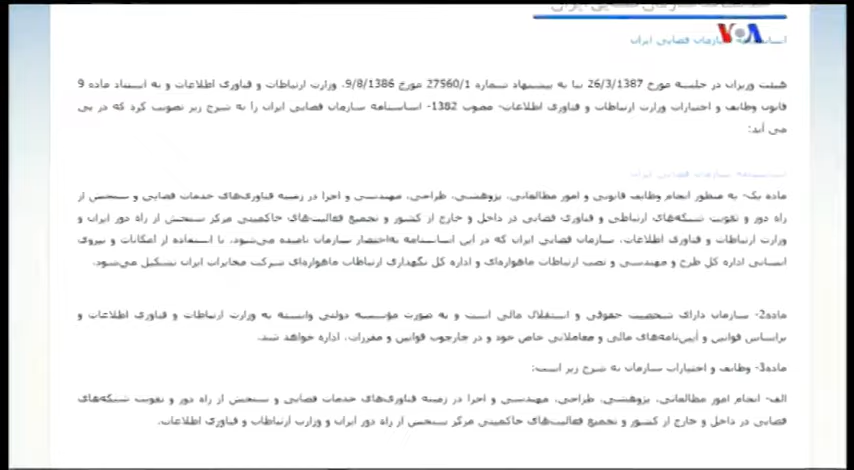 اساسنامه سازمان فضایی ایران
VOA
اساسنامه سازمان فضایی ایران
هیئت وزیران در جلسه مورخ 26/3/1387 بنا به پیشنهاد شماره 27560/1 مورخ 9/8/1386، وزارت ارتباطات و فناوری اطلاعات و به استناد ماده 9
قانون وظایف و اختیارات وزارت ارتباطات و فناوری اطلاعات- مصوب 1382- اساسنامه سازمان فضایی ایران را به شرح زیر تصویب کرد که در پی
می آید:
اساسنامه سازمان فضایی ایران
ماده یک- به منظور انجام وظایف قانونی و امور مطالعاتی، پژوهشی، طراحی، مهندسی و اجرا در زمینه فناوری‌های خدمات فضایی و سنجش از
راه دور و تقویت شبکه‌های ارتباطی و فناوری فضایی در داخل و خارج از کشور و تجمیع فعالیت‌های حاکمیتی مرکز سنجش از راه دور ایران و
وزارت ارتباطات و فناوری اطلاعات، سازمان فضایی ایران که در این اساسنامه به‌اختصار سازمان نامیده می‌شود، با استفاده از امکانات و نیروی
انسانی اداره کل طرح و مهندسی و نصب ارتباطات ماهواره‌ای و اداره کل نگهداری ارتباطات ماهواره‌ای شرکت مخابرات ایران تشکیل می‌شود.
ماده2- سازمان دارای شخصیت حقوقی و استقلال مالی است و به صورت مؤسسه دولتی وابسته به وزارت ارتباطات و فناوری اطلاعات و
براساس قوانین و آیین‌نامه‌های مالی و معاملاتی خاص خود و در چارچوب قوانین و مقررات، اداره خواهد شد.
ماده3- وظایف و اختیارات سازمان به شرح زیر است:
الف- انجام امور مطالعاتی، پژوهشی، طراحی، مهندسی و اجرا در زمینه فناوری‌های خدمات فضایی و سنجش از راه دور و تقویت شبکه‌های
فضایی در داخل و خارج از کشور و تجمیع فعالیت‌های حاکمیتی مرکز سنجش از راه دور ایران و وزارت ارتباطات و فناوری اطلاعات.